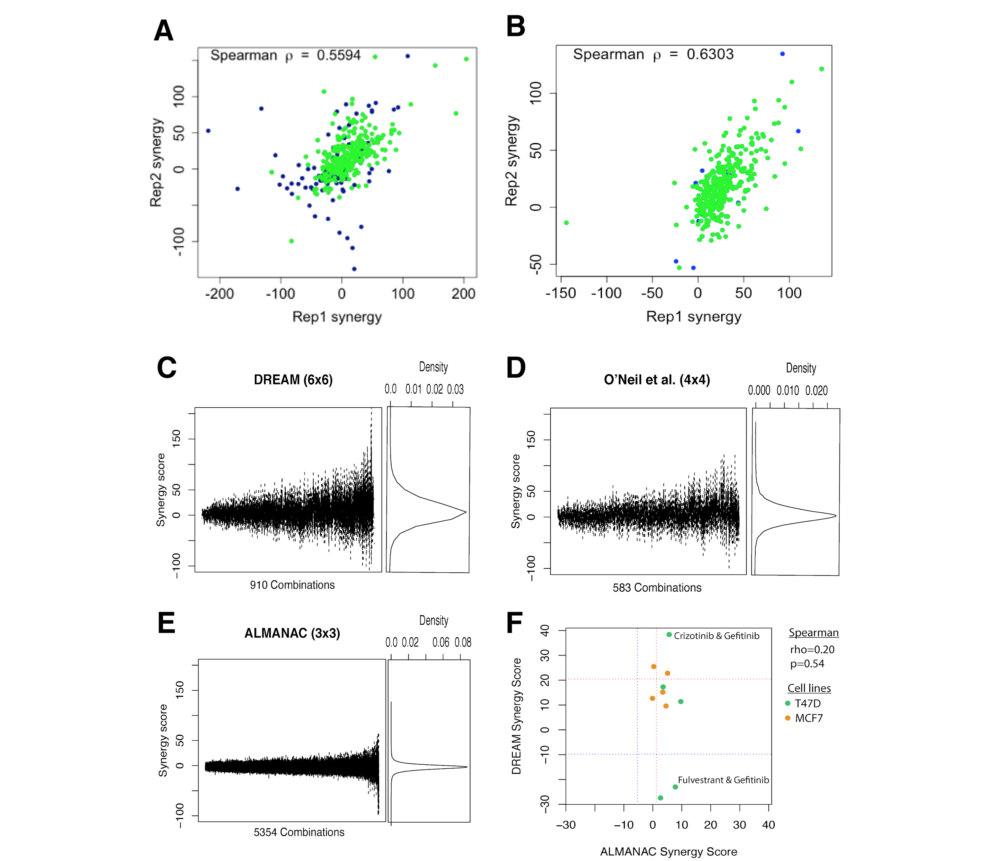 A
Spearman ρ = 0.5594
Rep2 synergy
100
50
0
-100
-200 -100 0 100 200
Rep1 synergy
B
Spearman ρ = 0.6303
Rep2 synergy
100
50
0
-50
-150 -100 -50 0 50 100
Rep1 synergy
C
DREAM (6x6)
Density
0.0 0.01 0.02 0.03
Synergy score
150
50
0
−100
910 Combinations
D
O'Neil et al. (4x4)
Density
0.000 0.010 0.020
Synergy score
150
50
0
−100
583 Combinations
E
ALMANAC (3x3)
Density
0.0 0.02 0.06 0.08
Synergy score
150
50
0
−100
5354 Combinations
F
DREAM Synergy Score
40
30
20
10
0
−10
−30
Crizotinib & Gefitinib
Fulvestrant & Gefitinib
−30 −10 0 10 20 30 40
ALMANAC Synergy Score
Spearman
rho=0.20
p=0.54
Cell lines
T47D
MCF7